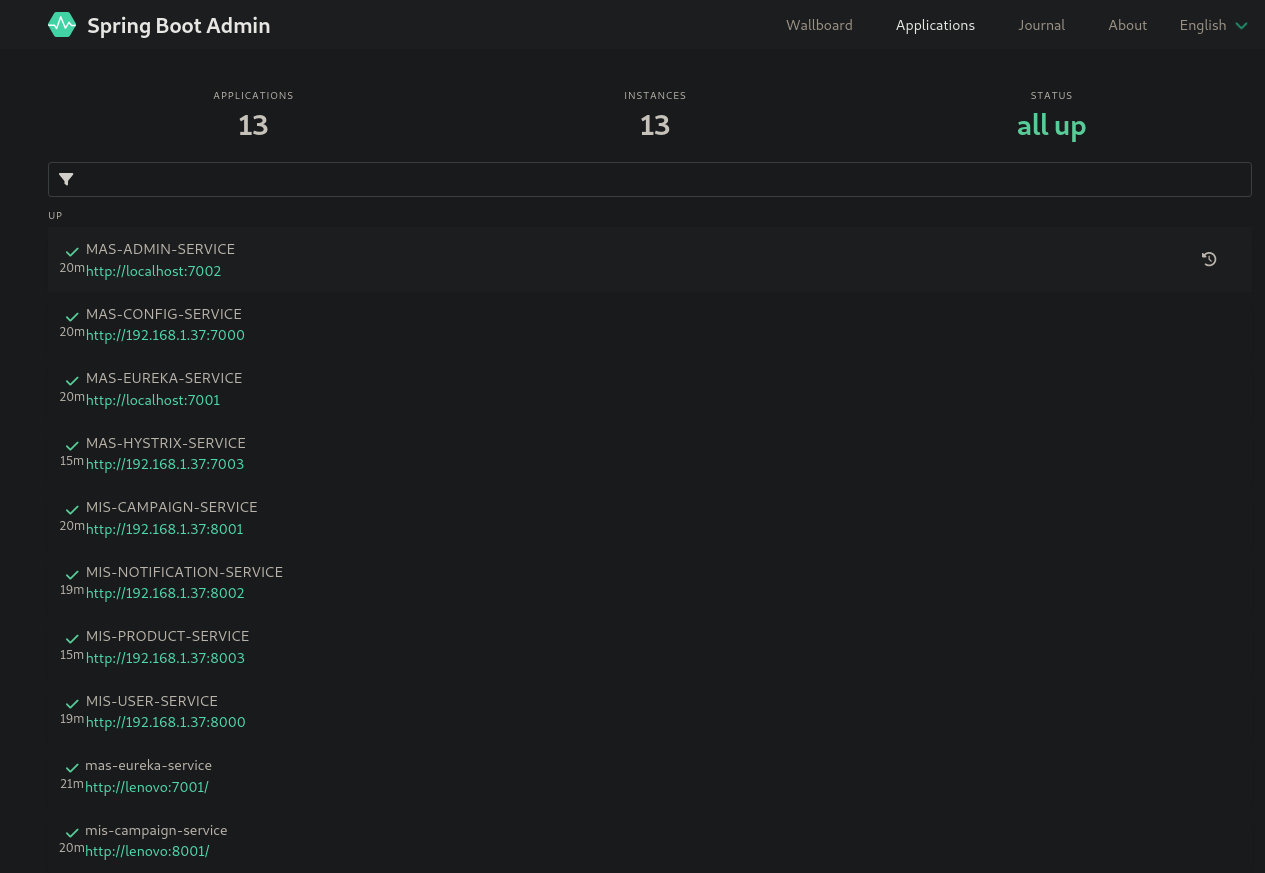 Spring Boot Admin
Wallboard Applications Journal About English
APPLICATIONS INSTANCES STATUS
13 13 all up
UP
MAS-ADMIN-SERVICE
20m http://localhost:7002
MAS-CONFIG-SERVICE
20m http://192.168.1.37:7000
MAS-EUREKA-SERVICE
20m http://localhost:7001
MAS-HYSTRIX-SERVICE
15m http://192.168.1.37:7003
MIS-CAMPAIGN-SERVICE
20m http://192.168.1.37:8001
MIS-NOTIFICATION-SERVICE
19m http://192.168.1.37:8002
MIS-PRODUCT-SERVICE
15m http://192.168.1.37:8003
MIS-USER-SERVICE
19m http://192.168.1.37:8000
mas-eureka-service
21m http://lenovo:7001/
mis-campaign-service
20m http://lenovo:8001/